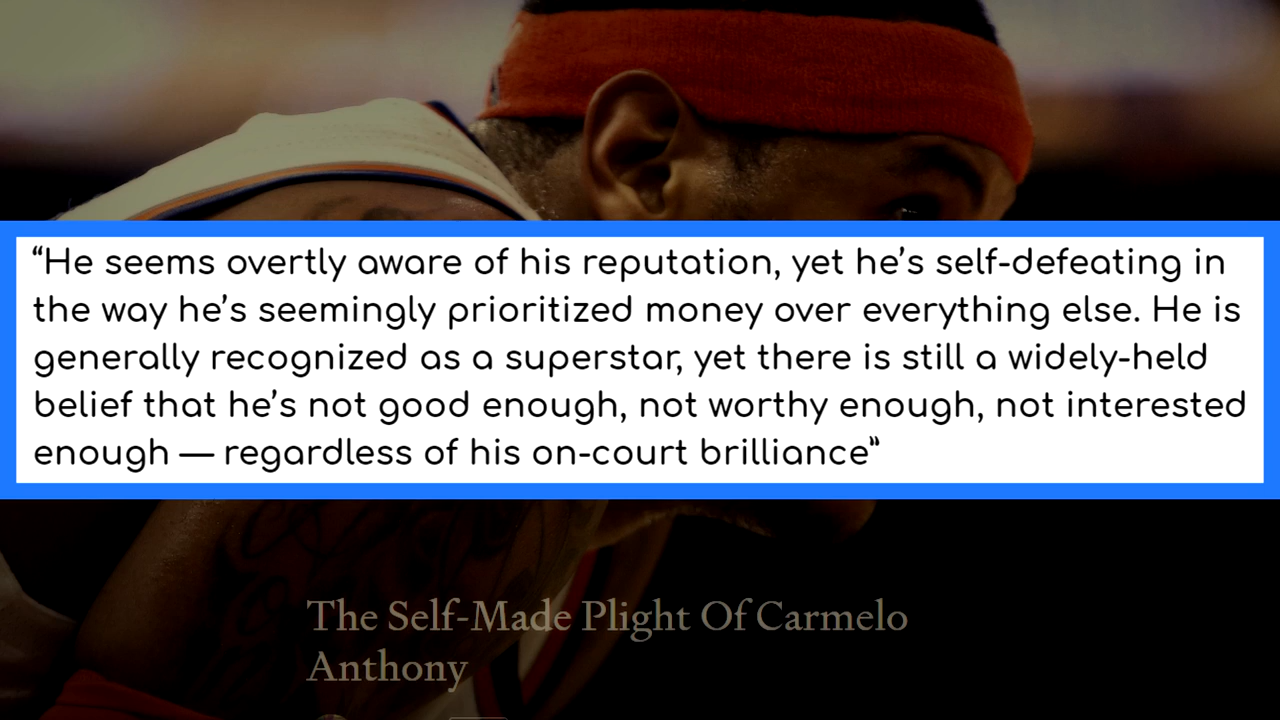 “He seems overtly aware of his reputation, yet he’s self-defeating in
the way he’s seemingly prioritized money over everything else. He is
generally recognized as a superstar, yet there is still a widely-held
belief that he’s not good enough, not worthy enough, not interested
enough — regardless of his on-court brilliance”
The Self-Made Plight Of Carmelo
Anthony